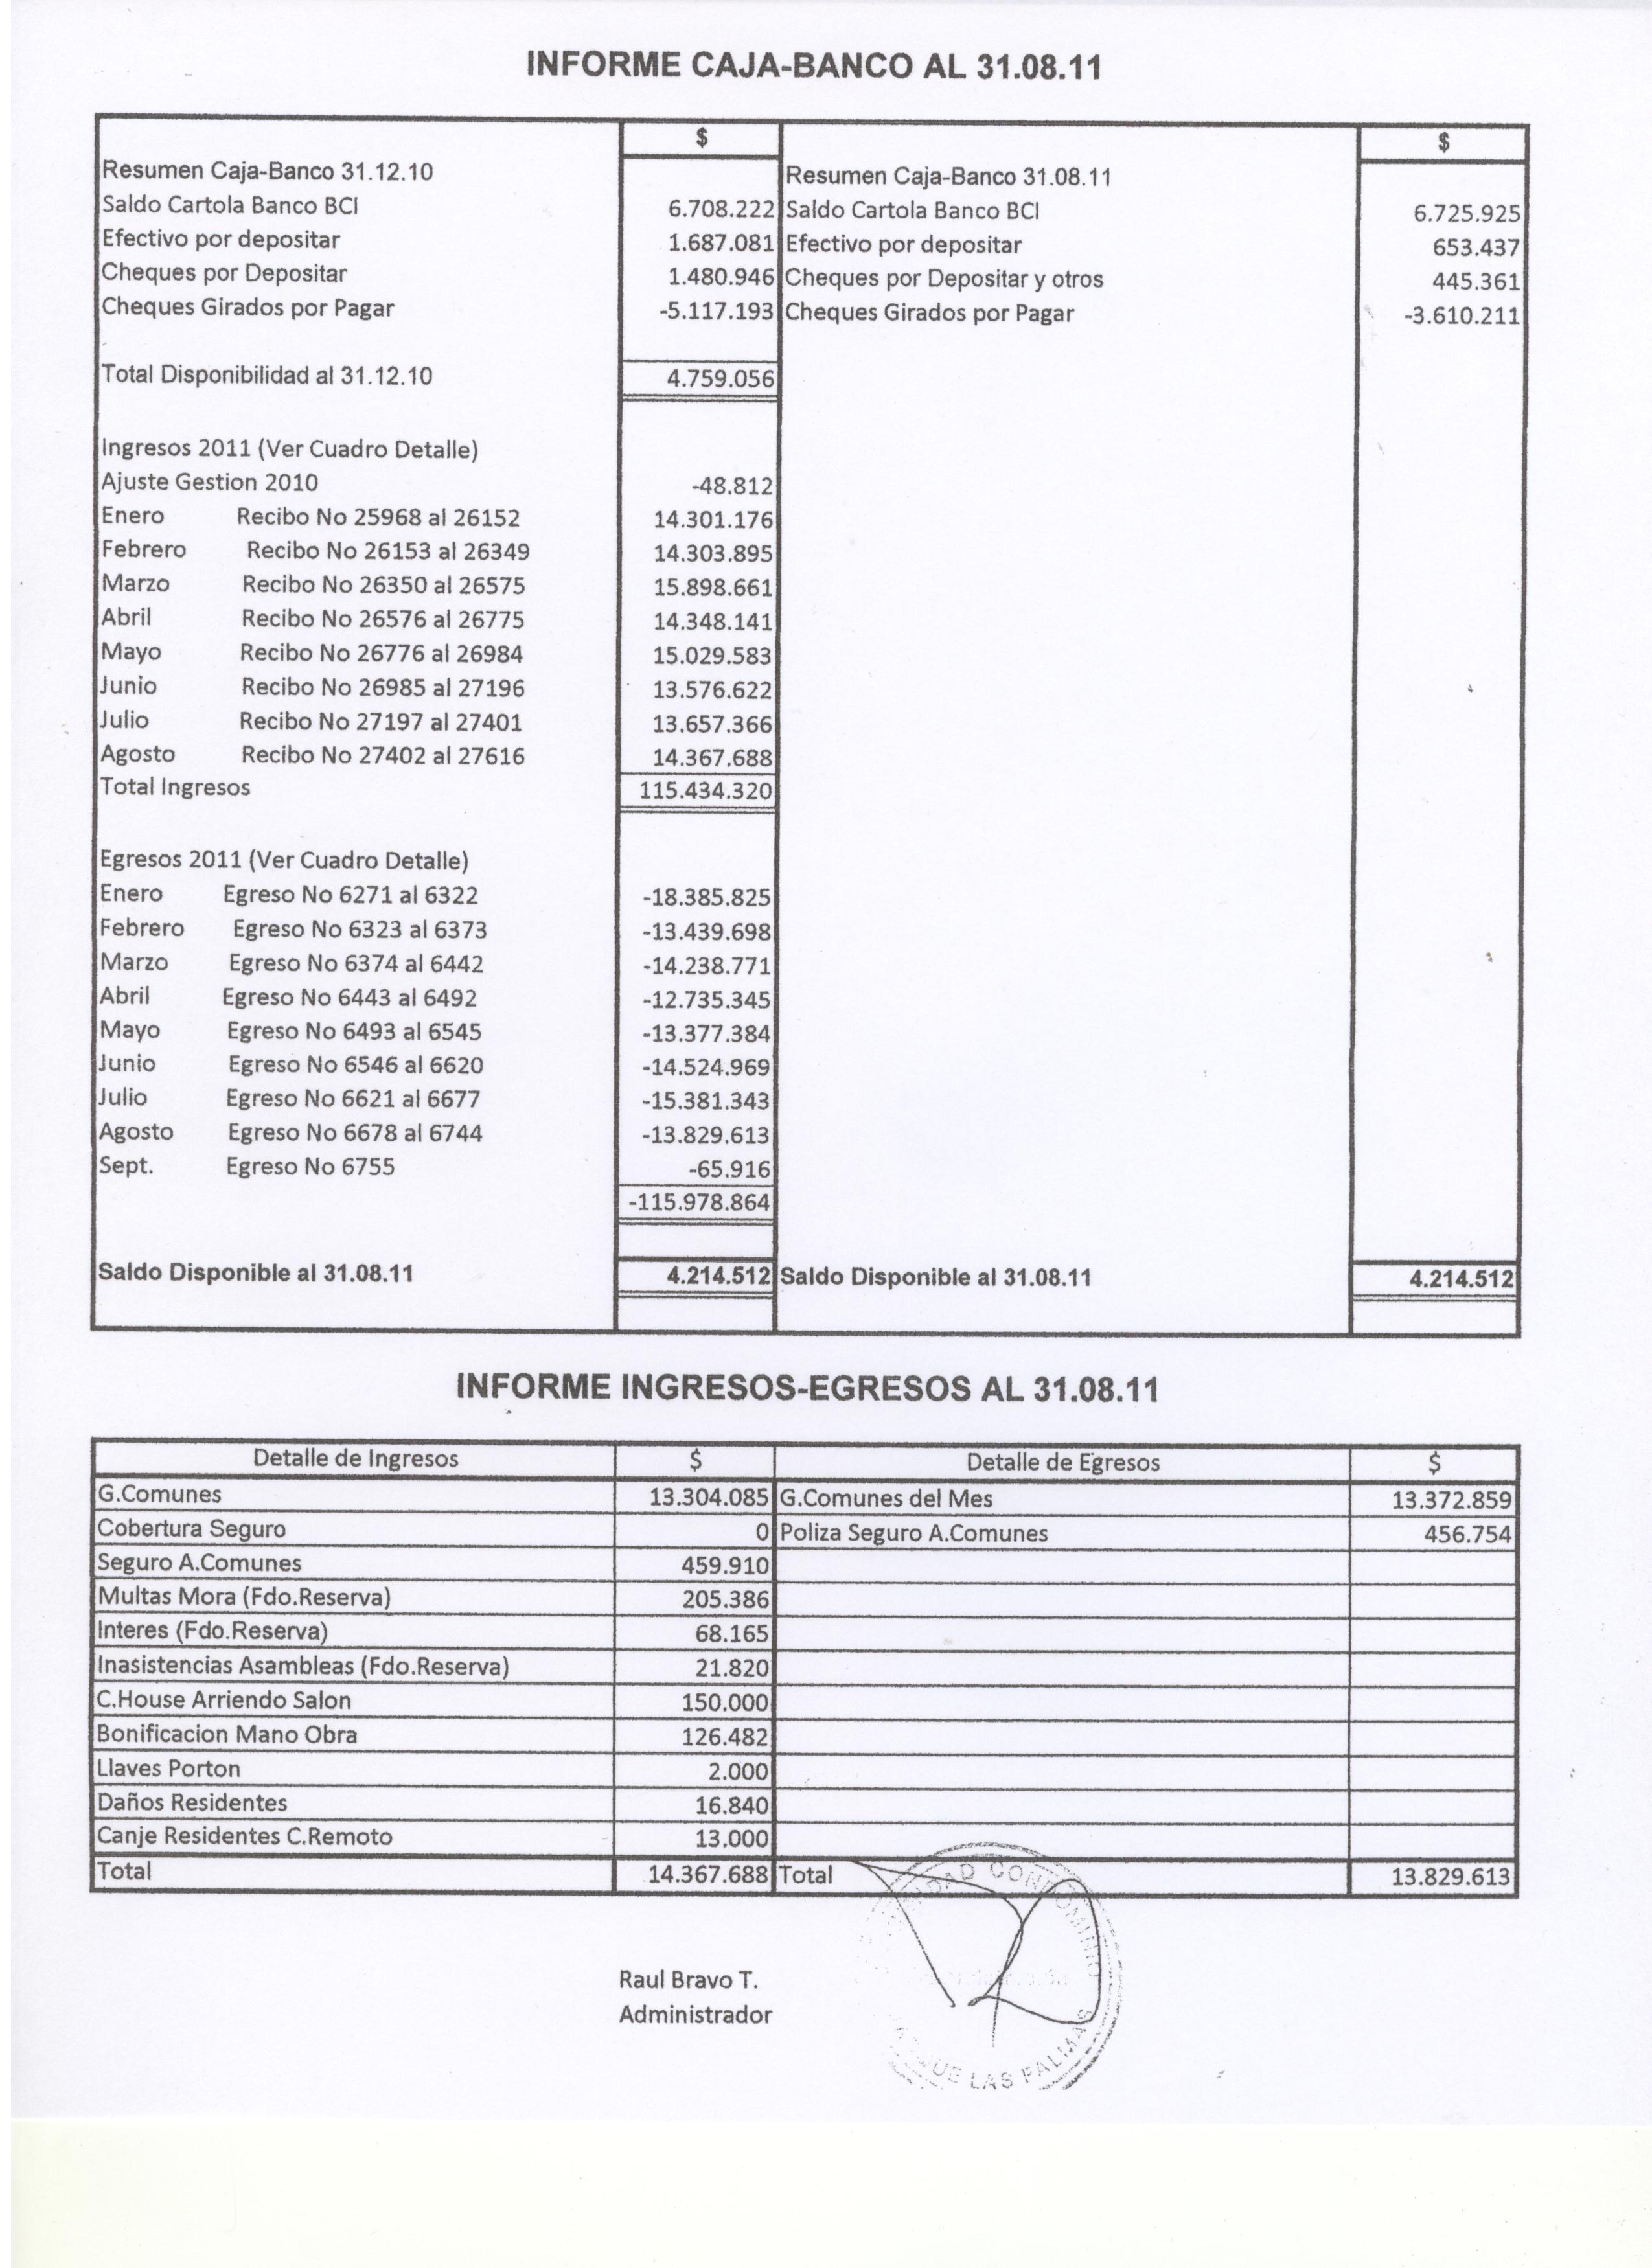 INFORME CAJA-BANCO AL 31.08.11
$ $
Resumen Caja-Banco 31.12.10 Resumen Caja-Banco 31.08.11
Saldo Cartola Banco BCI 6.708.222 Saldo Cartola Banco BCI 6.725.925
Efectivo por depositar 1.687.081 Efectivo por depositar 653.437
Cheques por Depositar 1.480.946 Cheques por Depositar y otros 445.361
Cheques Girados por Pagar -5.117.193 Cheques Girados por Pagar -3.610.211
Total Disponibilidad al 31.12.10 4.759.056
Ingresos 2011 (Ver Cuadro Detalle)
Ajuste Gestion 2010 -48.812
Enero Recibo No 25968 al 26152 14.301.176
Febrero Recibo No 26153 al 26349 14.303.895
Marzo Recibo No 26350 al 26575 15.898.661
Abril Recibo No 26576 al 26775 14.348.141
Mayo Recibo No 26776 al 26984 15.029.583
Junio Recibo No 26985 al 27196 13.576.622
Julio Recibo No 27197 al 27401 13.657.366
Agosto Recibo No 27402 al 27616 14.367.688
Total Ingresos 115.434.320
Egresos 2011 (Ver Cuadro Detalle)
Enero Egreso No 6271 al 6322 -18.385.825
Febrero Egreso No 6323 al 6373 -13.439.698
Marzo Egreso No 6374 al 6442 -14.238.771
Abril Egreso No 6443 al 6492 -12.735.345
Mayo Egreso No 6493 al 6545 -13.377.384
Junio Egreso No 6546 al 6620 -14.524.969
Julio Egreso No 6621 al 6677 -15.381.343
Agosto Egreso No 6678 al 6744 -13.829.613
Sept. Egreso No 6755 -65.916
-115.978.864
Saldo Disponible al 31.08.11 4.214.512 Saldo Disponible al 31.08.11 4.214.512
INFORME INGRESOS-EGRESOS AL 31.08.11
Detalle de Ingresos $ Detalle de Egresos $
G.Comunes 13.304.085 G.Comunes del Mes 13.372.859
Cobertura Seguro 0 Poliza Seguro A.Comunes 456.754
Seguro A.Comunes 459.910
Multas Mora (Fdo.Reserva) 205.386
Interes (Fdo.Reserva) 68.165
Inasistencias Asambleas (Fdo.Reserva) 21.820
C.House Arriendo Salon 150.000
Bonificacion Mano Obra 126.482
Llaves Porton 2.000
Daños Residentes 16.840
Canje Residentes C.Remoto 13.000
Total 14.367.688 Total 13.829.613
CONDOMINIO
LAS PALMAS
Raul Bravo T.
Administrador